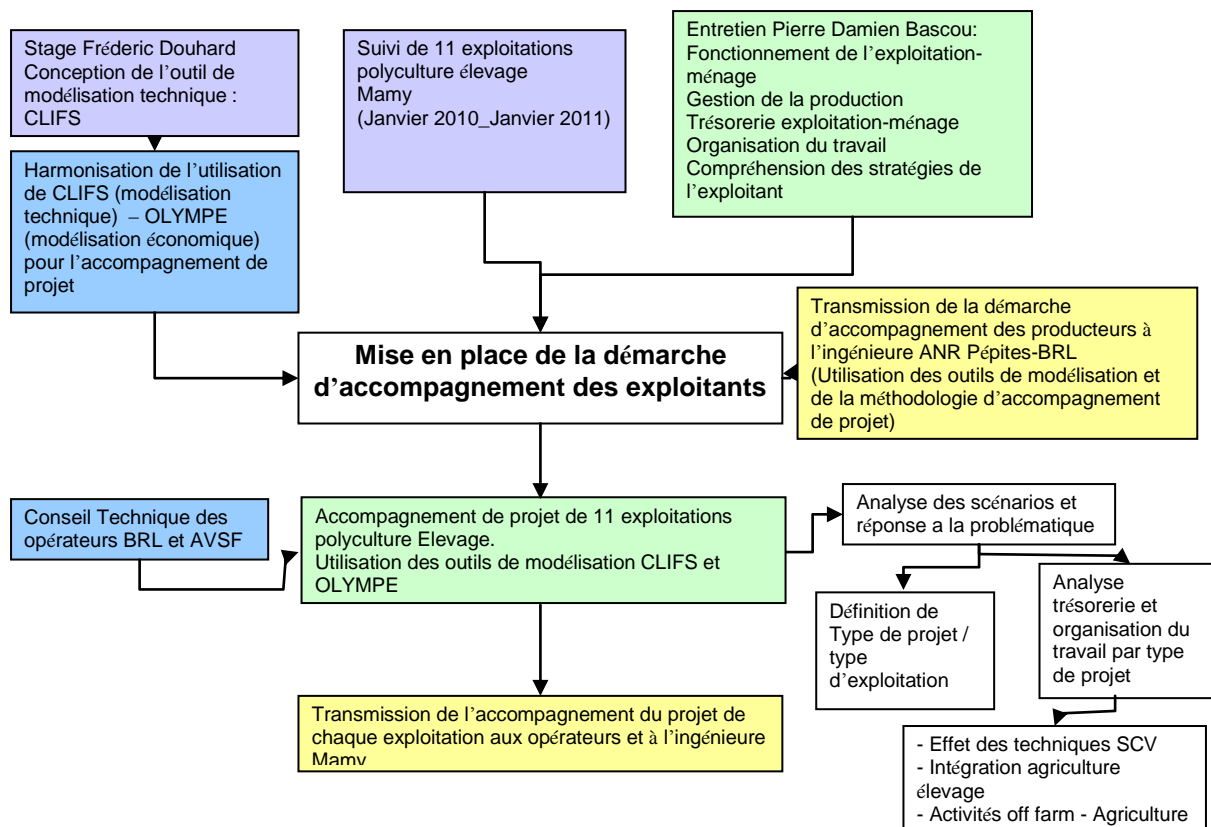 Stage Fréderic Douhard
Conception de l’outil de
modélisation technique :
CLIFS
Suivi de 11 exploitations
polyculture élevage
Mamy
(Janvier 2010_Janvier 2011)
Entretien Pierre Damien Bascou:
Fonctionnement de l’exploitation-
ménage
Gestion de la production
Trésorerie exploitation-ménage
Organisation du travail
Compréhension des stratégies de
l’exploitant
Harmonisation de l’utilisation
de CLIFS (modélisation
technique) – OLYMPE
(modélisation économique)
pour l’accompagnement de
projet
Mise en place de la démarche
d’accompagnement des exploitants
Transmission de la démarche
d’accompagnement des producteurs à
l’ingénieure ANR Pépites-BRL
(Utilisation des outils de modélisation et
de la méthodologie d’accompagnement
de projet)
Conseil Technique des
opérateurs BRL et AVSF
Accompagnement de projet de 11 exploitations
polyculture Elevage.
Utilisation des outils de modélisation CLIFS et
OLYMPE
Analyse des scénarios et
réponse a la problématique
Définition de
Type de projet /
type
d’exploitation
Analyse
trésorerie et
organisation du
travail par type
de projet
Transmission de l’accompagnement du projet de
chaque exploitation aux opérateurs et à l’ingénieure
Mamy
- Effet des techniques SCV
- Intégration agriculture
élevage
- Activités off farm - Agriculture